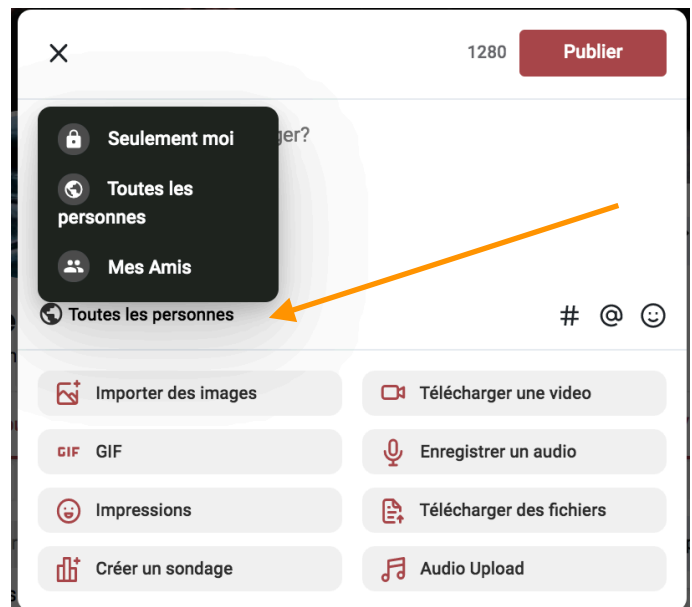 1280
Publier
ger?
Seulement moi
Toutes les
personnes
Mes Amis
Toutes les personnes
# @
Importer des images
Télécharger une video
GIF GIF
Enregistrer un audio
Impressions
Télécharger des fichiers
Créer un sondage
Audio Upload